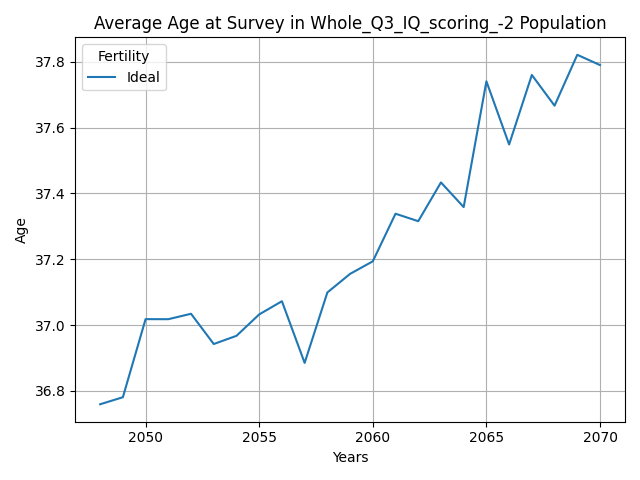 Average Age at Survey in Whole_Q3_IQ_scoring_-2 Population
Fertility
Ideal
Age
37.8
37.6
37.4
37.2
37.0
36.8
2050 2055 2060 2065 2070
Years